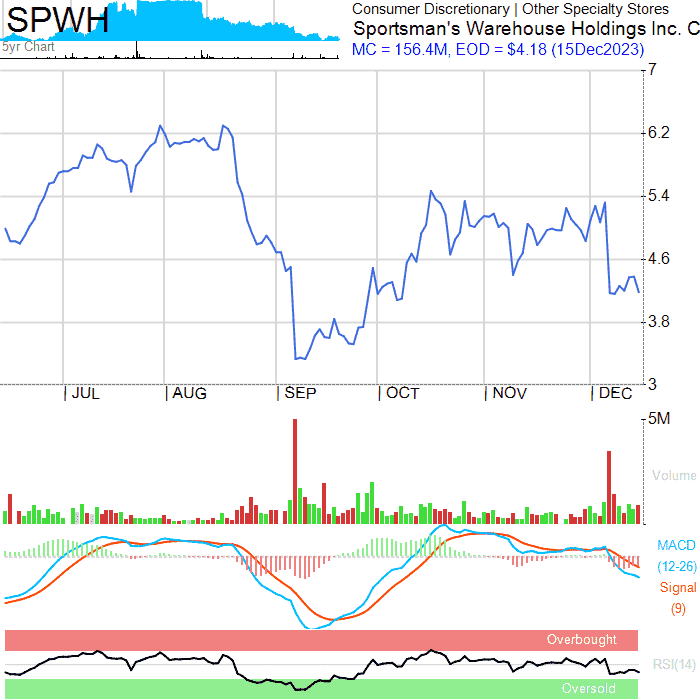 SPWH
5yr Chart
Consumer Discretionary | Other Specialty Stores
Sportsman's Warehouse Holdings Inc. C
MC = 156.4M, EOD = $4.18 (15Dec2023)
7
6.2
5.4
4.6
3.8
3
JUL AUG SEP OCT NOV DEC
5M
Volume
MACD
(12-26)
Signal
(9)
Overbought
RSI(14)
Oversold